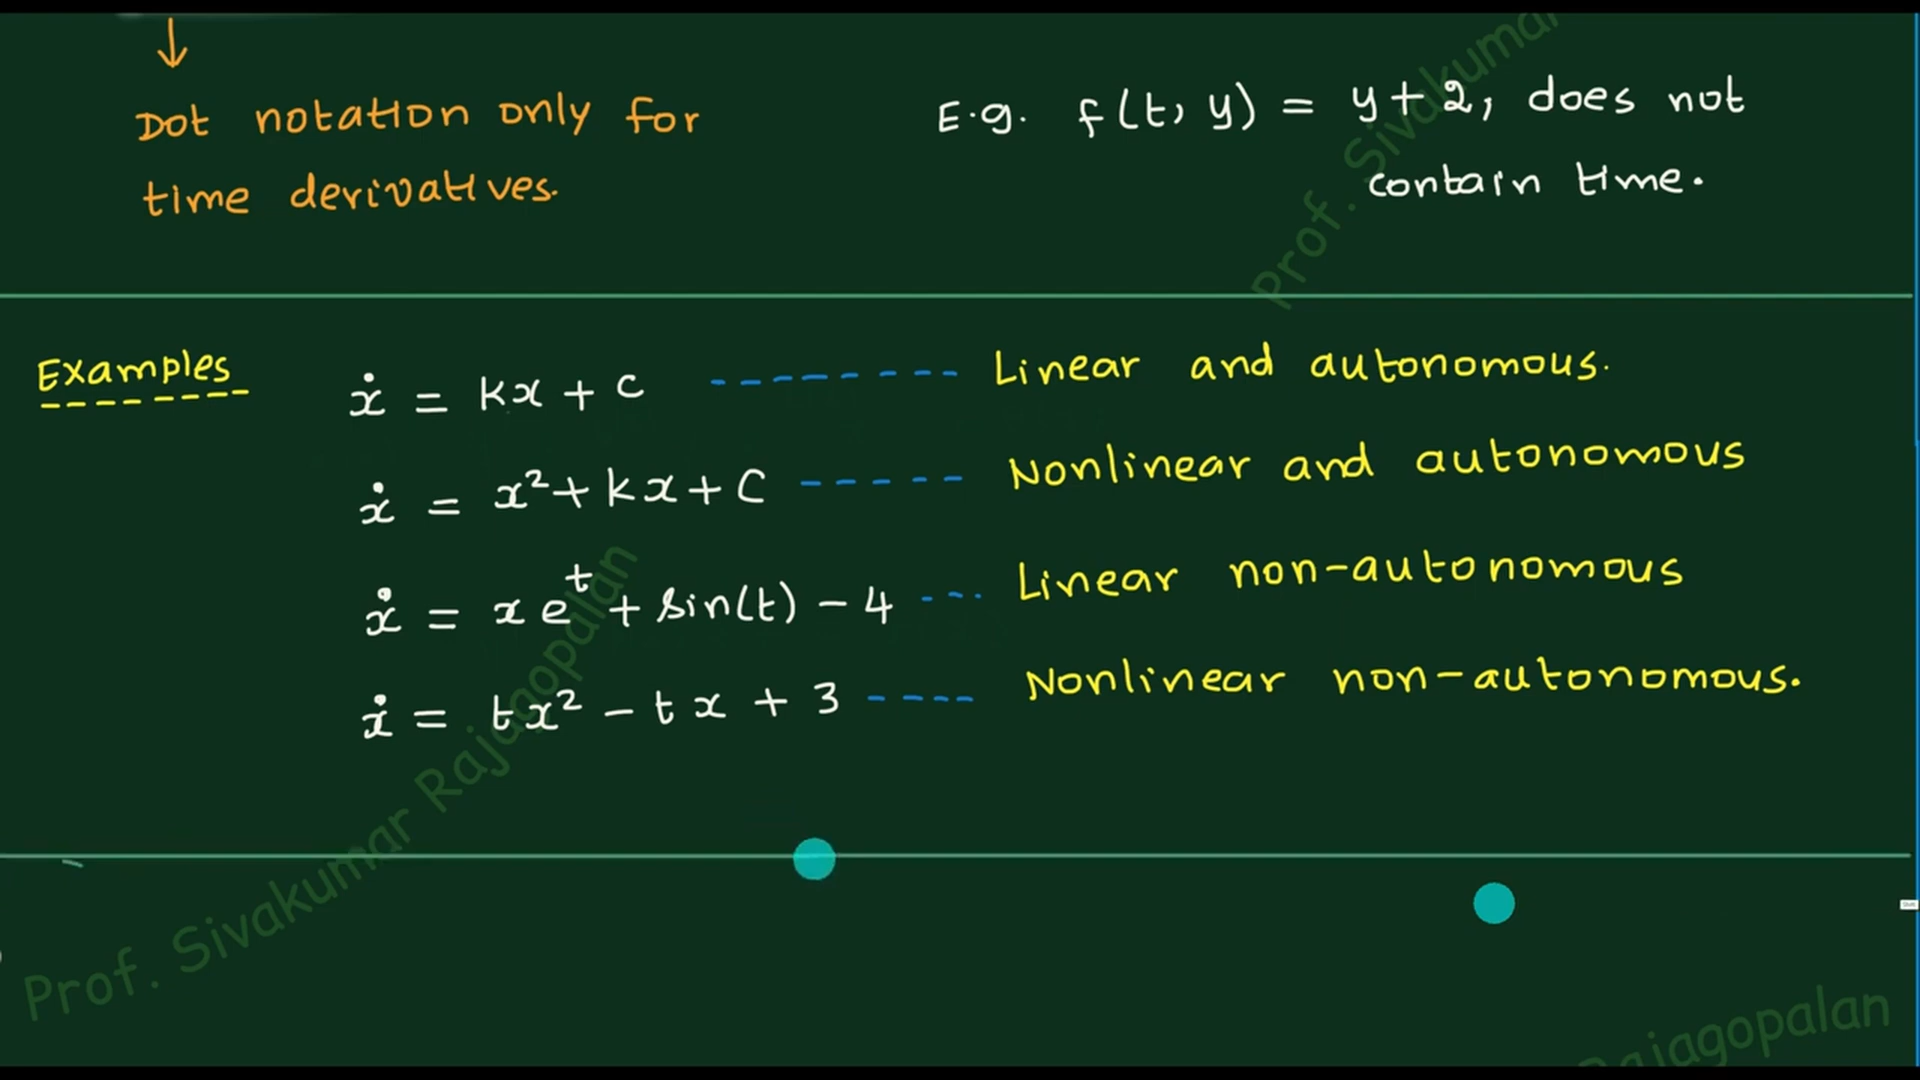 Dot notation only for
time derivatives.
E.g. f(t, y) = y + 2, does not
contain time.
Examples
ẋ = kx + c -------- Linear and autonomous.
ẋ = x² + kx + C ----- Nonlinear and autonomous
ẋ = xeᵗ + sin(t) - 4 --- Linear non-autonomous
ẋ = tx² - tx + 3 ---- Nonlinear non-autonomous.
Prof. Sivakumar
Prof. Sivakumar Rajagopalan
Rajagopalan